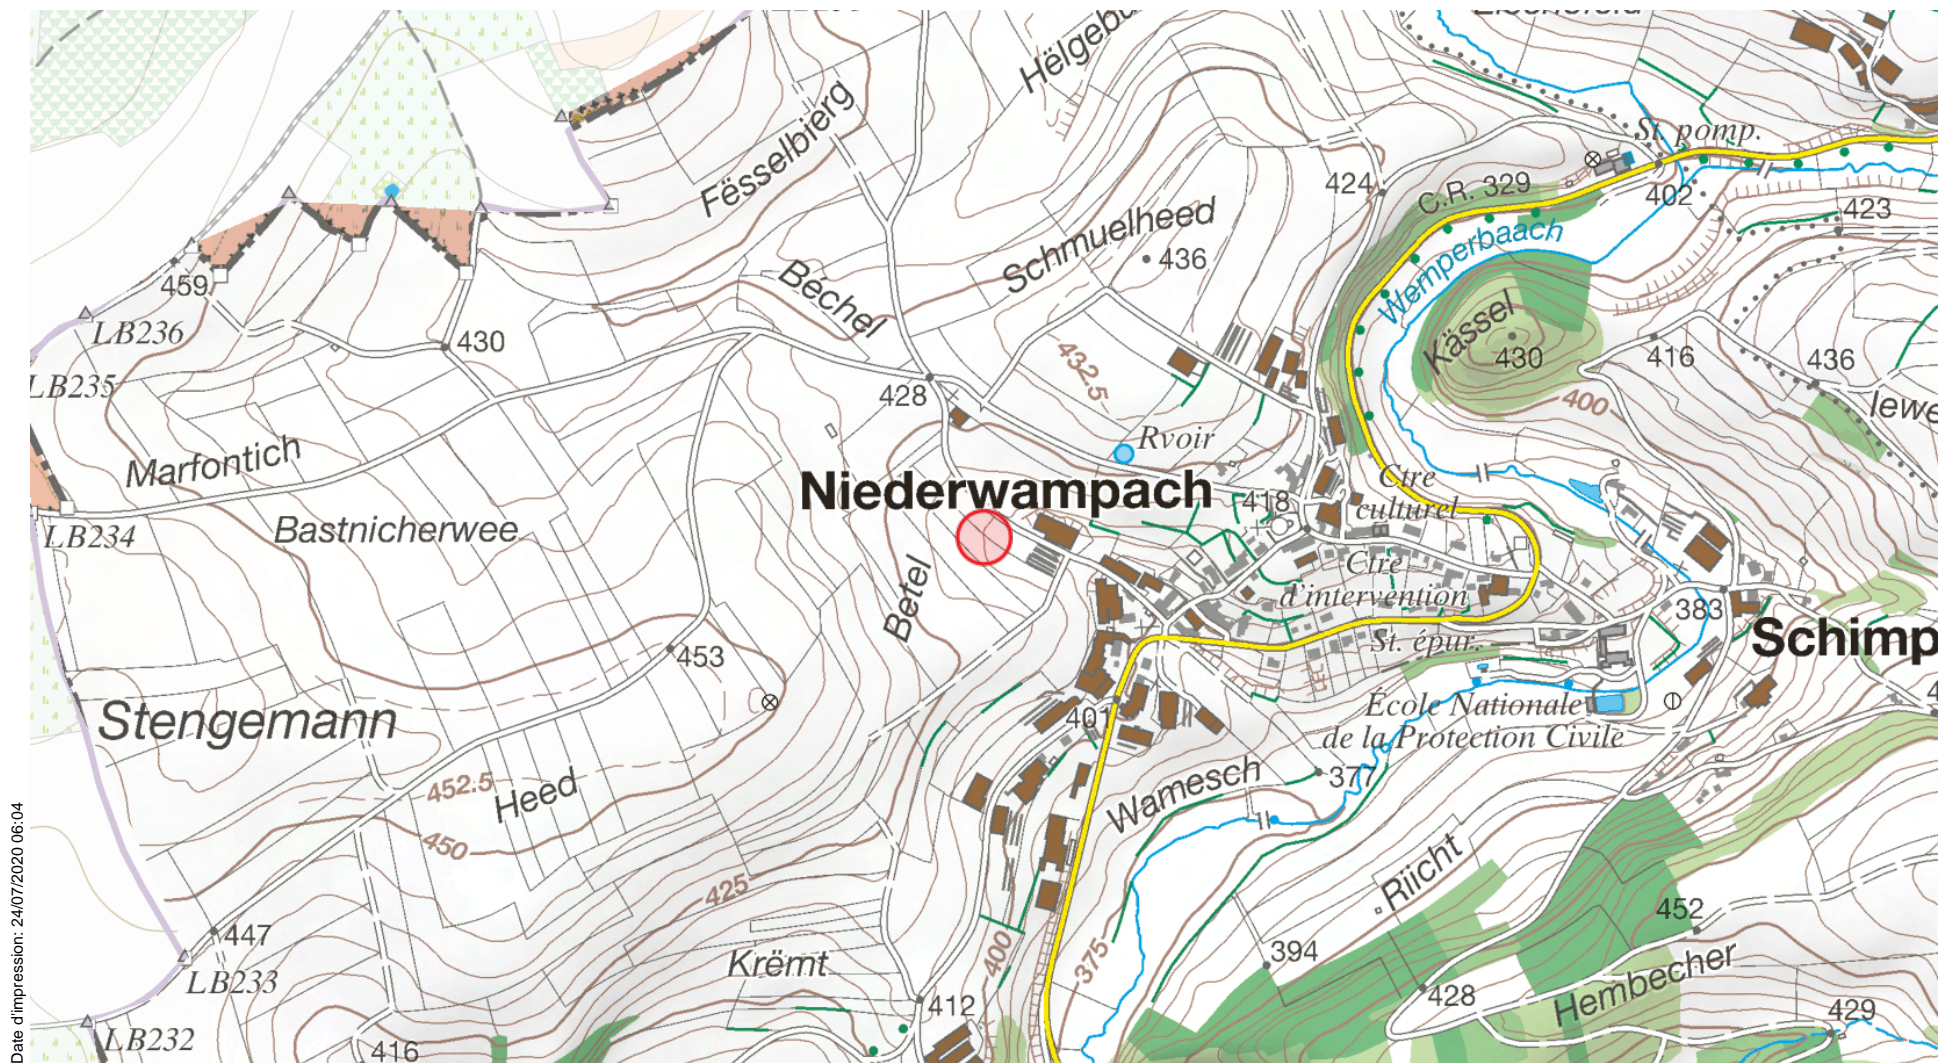 Fësselbierg
424
St. pomp.
C.R. 329
402
423
Schmuelheed
436
Wemperbaach
459
Bëchel
LB236
430
Kässel
430
416
436
LB235
428
432.5
400
Iewe
Marfontich
Rvoir
Niederwampach
418
Ctre
culturel
LB234
Bastnicherwee
Betel
Ctre
d'intervention
383
453
St. épur.
Schimp
Stengemann
401
École Nationale
de la Protection Civile
452.5
Heed
Wamesch
377
450
425
Riicht
452
447
Krëmt
400
375
394
LB233
412
428
Hembecher
429
LB232
416
Date d'impression: 24/07/2020 06:04